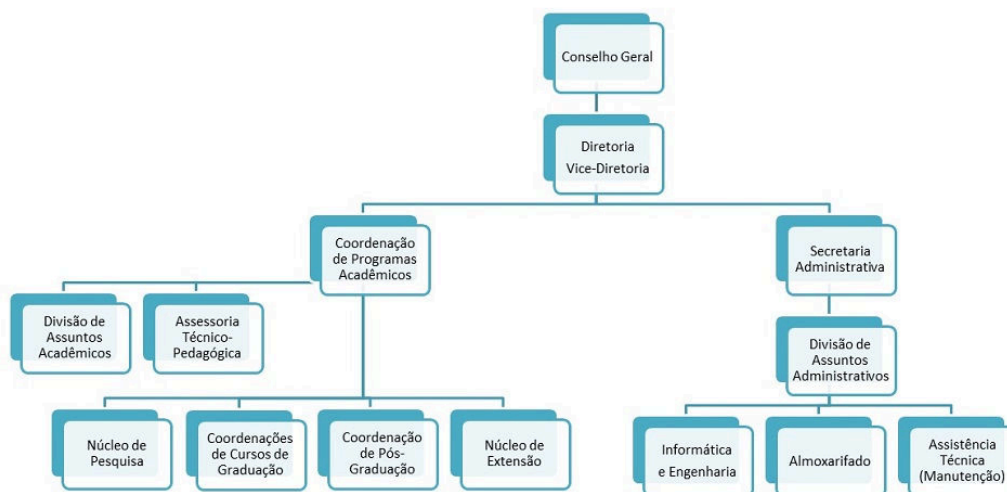 Conselho Geral
Diretoria
Vice-Diretoria
Coordenação
de Programas
Acadêmicos
Secretaria
Administrativa
Divisão de
Assuntos
Acadêmicos
Assessoria
Técnico-
Pedagógica
Divisão de
Assuntos
Administrativos
Núcleo de
Pesquisa
Coordenações
de Cursos de
Graduação
Coordenação
de Pós-
Graduação
Núcleo de
Extensão
Informática
e Engenharia
Almoxarifado
Assistência
Técnica
(Manutenção)